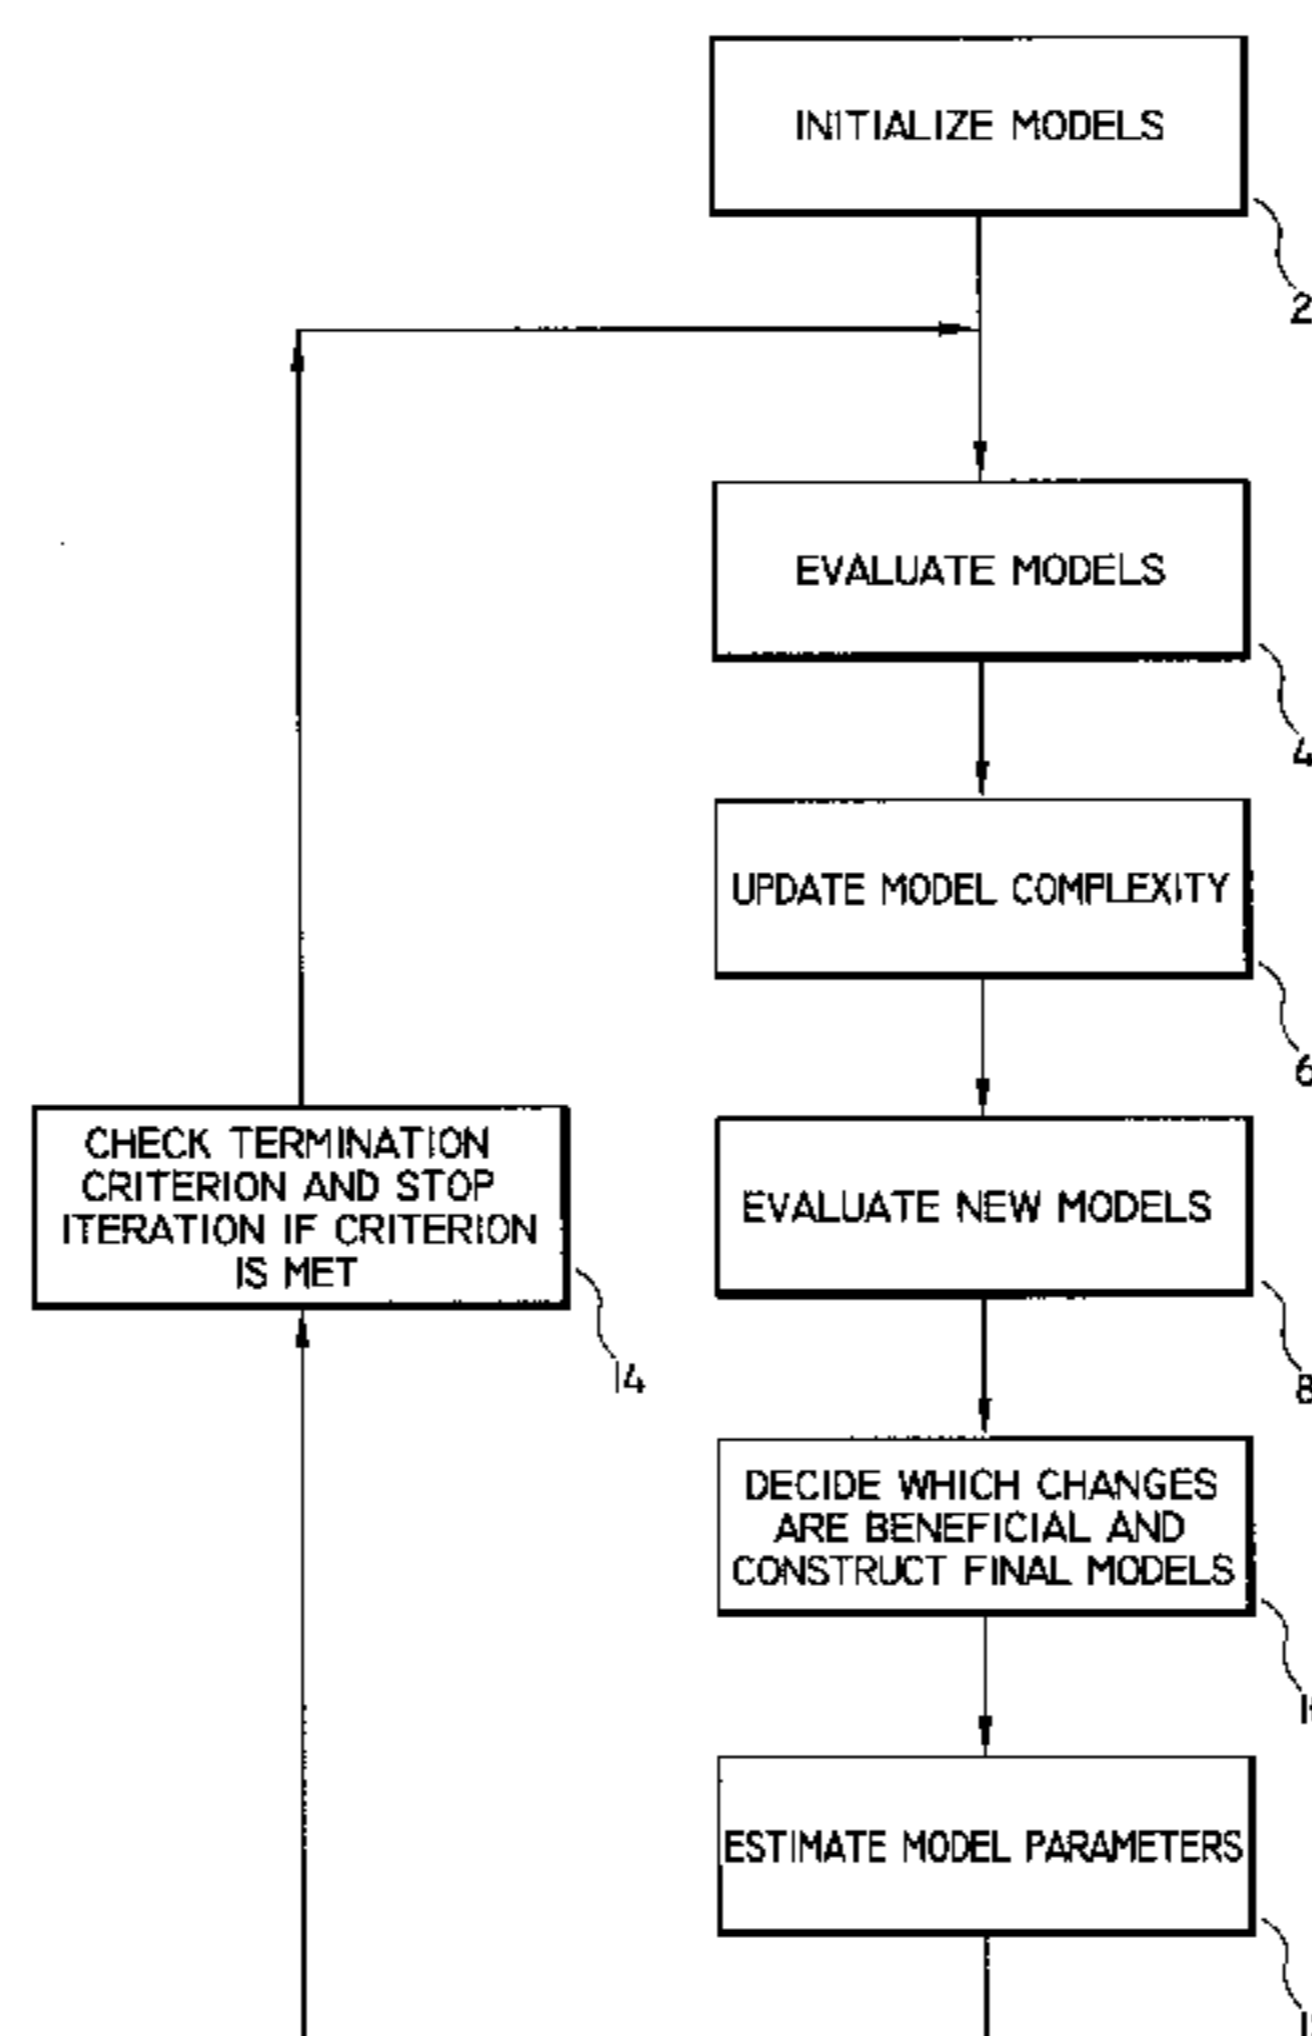 INITIALIZE MODELS
2
EVALUATE MODELS
4
UPDATE MODEL COMPLEXITY
6
CHECK TERMINATION
CRITERION AND STOP
ITERATION IF CRITERION
IS MET
14
EVALUATE NEW MODELS
8
DECIDE WHICH CHANGES
ARE BENEFICIAL AND
CONSTRUCT FINAL MODELS
ESTIMATE MODEL PARAMETERS